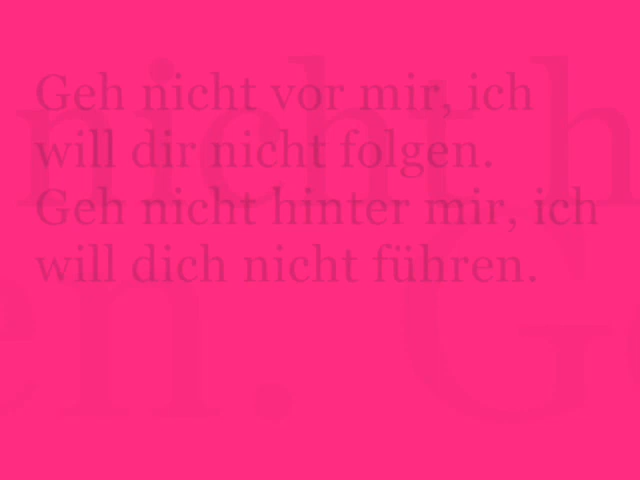 Geh nicht vor mir, ich
will dir nicht folgen.
Geh nicht hinter mir, ich
will dich nicht führen.